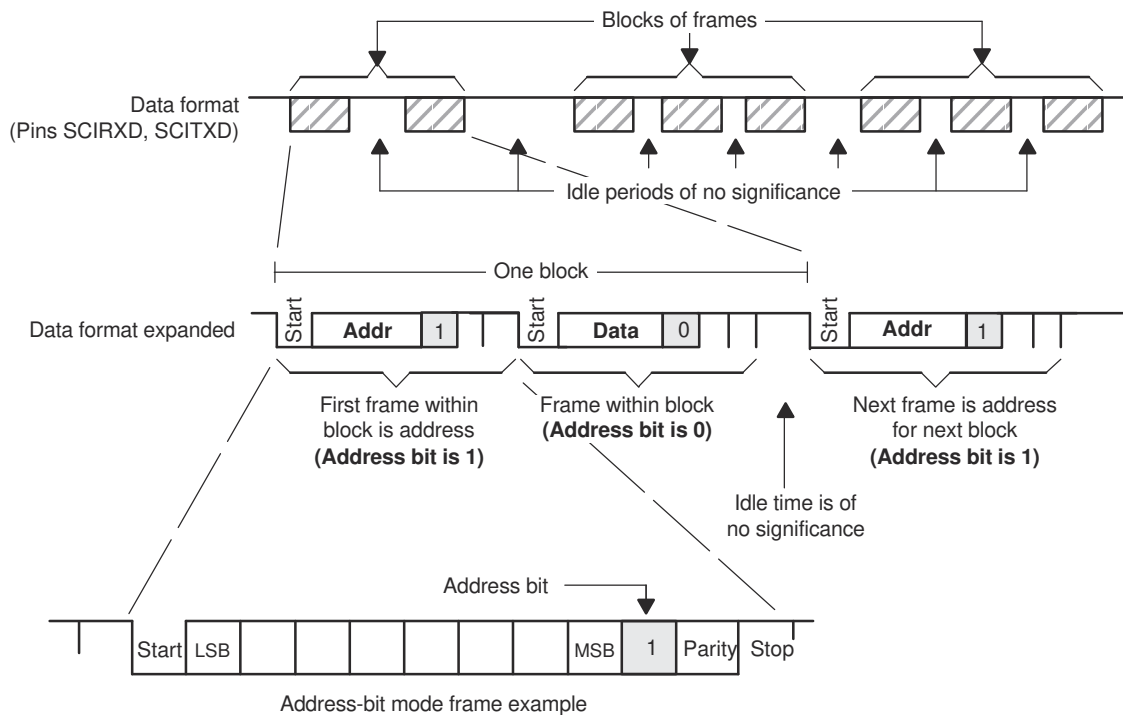 Blocks of frames
Data format
(Pins SCIRXD, SCITXD)
Idle periods of no significance
One block
Data format expanded
Start
Addr
1
Start
Data
0
Start
Addr
1
First frame within
block is address
(Address bit is 1)
Frame within block
(Address bit is 0)
Next frame is address
for next block
(Address bit is 1)
Idle time is of
no significance
Address bit
Start
LSB
MSB
1
Parity
Stop
Address-bit mode frame example